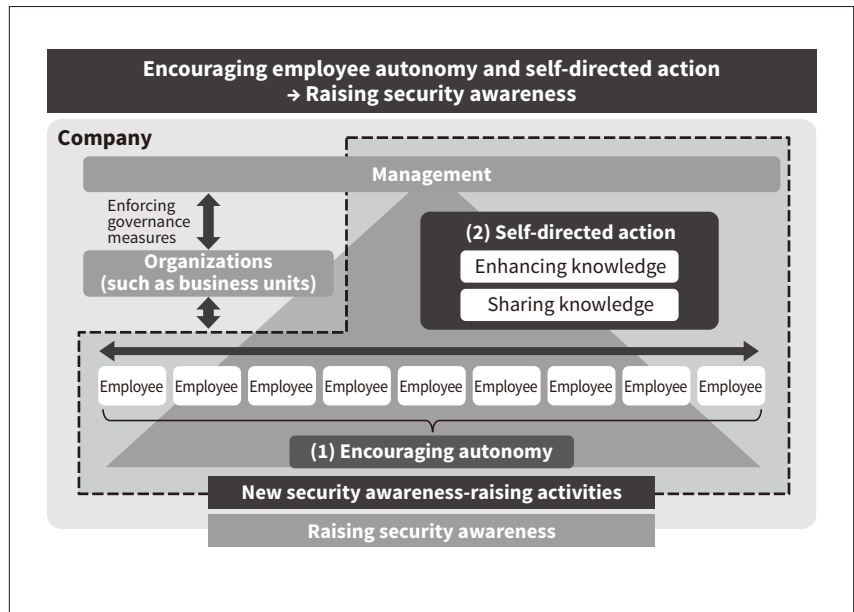 Encouraging employee autonomy and self-directed action
→ Raising security awareness
Company
Management
Enforcing
governance
measures
Organizations
(such as business units)
(2) Self-directed action
Enhancing knowledge
Sharing knowledge
Employee Employee Employee Employee Employee Employee Employee Employee Employee
(1) Encouraging autonomy
New security awareness-raising activities
Raising security awareness